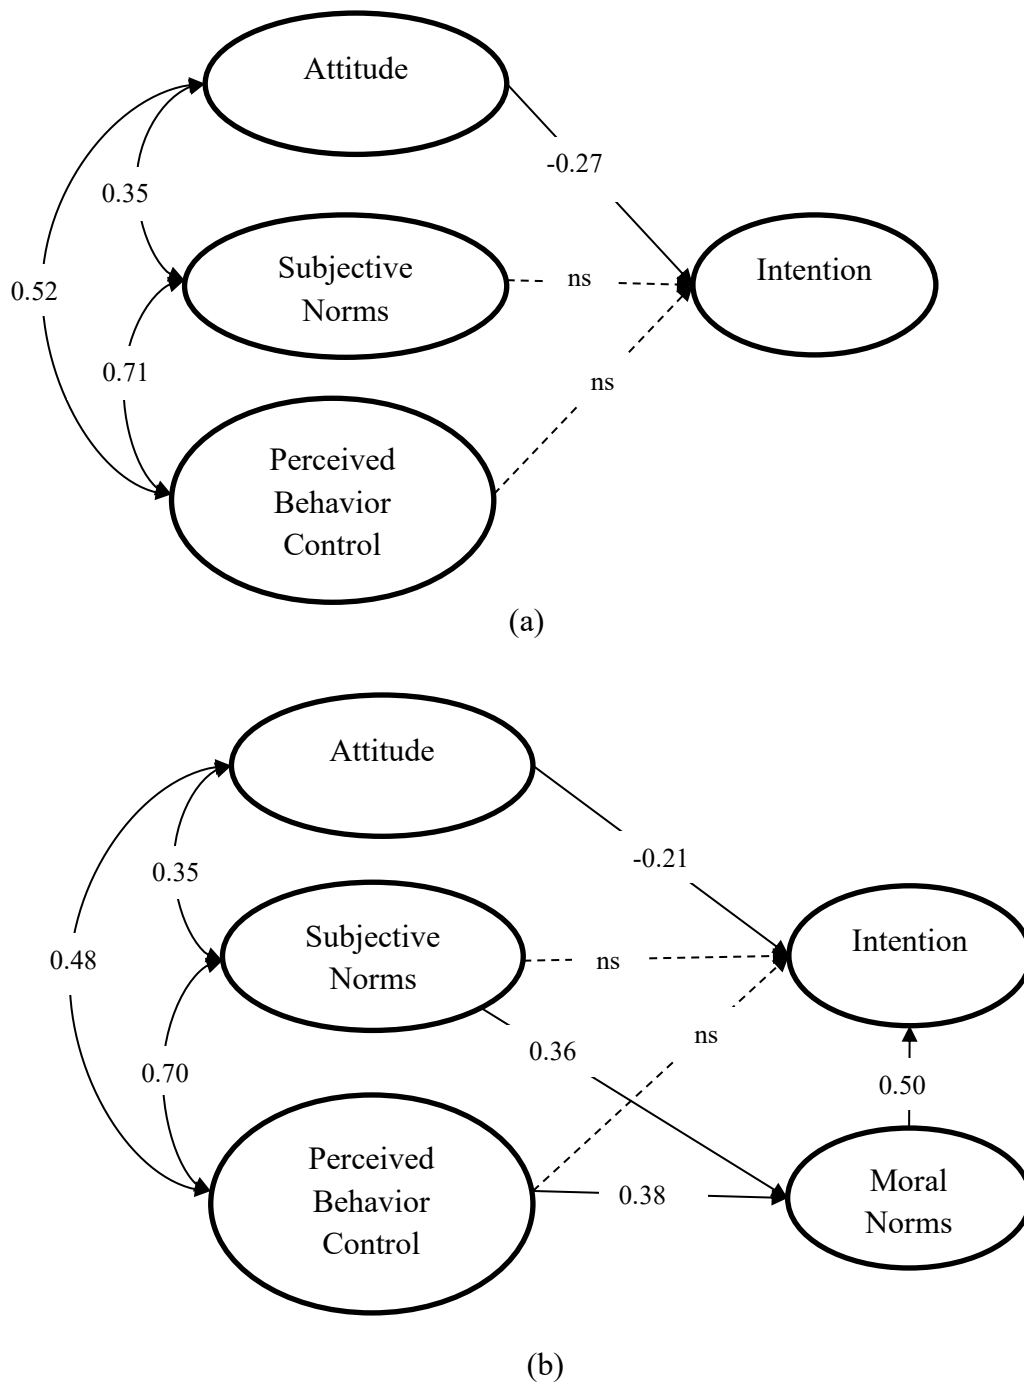 Attitude
-0.27
0.35
Subjective
Norms
ns
Intention
0.52
0.71
ns
Perceived
Behavior
Control
(a)
Attitude
-0.21
0.35
Subjective
Norms
ns
Intention
0.48
0.36
ns
0.70
0.50
Perceived
Behavior
Control
0.38
Moral
Norms
(b)